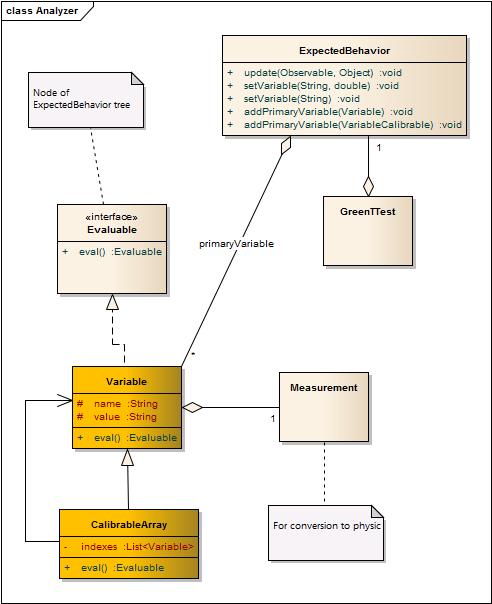 class Analyzer
ExpectedBehavior
+ update(Observable, Object) :void
+ setVariable(String, double) :void
+ setVariable(String) :void
+ addPrimaryVariable(Variable) :void
+ addPrimaryVariable(VariableCalibrable) :void
Node of
ExpectedBehavior tree
1
GreenTTest
«interface»
Evaluable
+ eval() :Evaluable
primaryVariable
*
Variable
# name :String
# value :String
+ eval() :Evaluable
Measurement
1
CalibrableArray
- indexes :List<Variable>
+ eval() :Evaluable
For conversion to physic